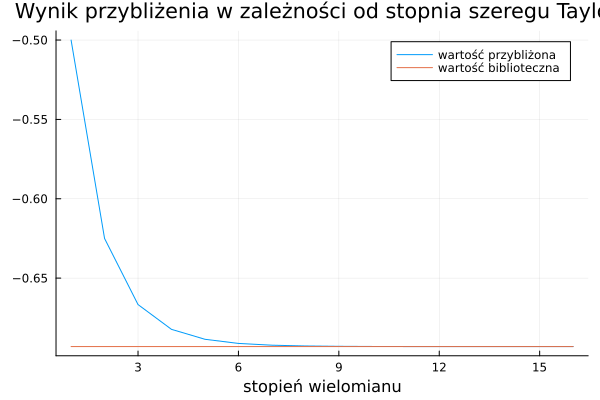 Wynik przybliżenia w zależności od stopnia szeregu Taylo
wartość przybliżona
wartość biblioteczna
−0.50
−0.55
−0.60
−0.65
3 6 9 12 15
stopień wielomianu